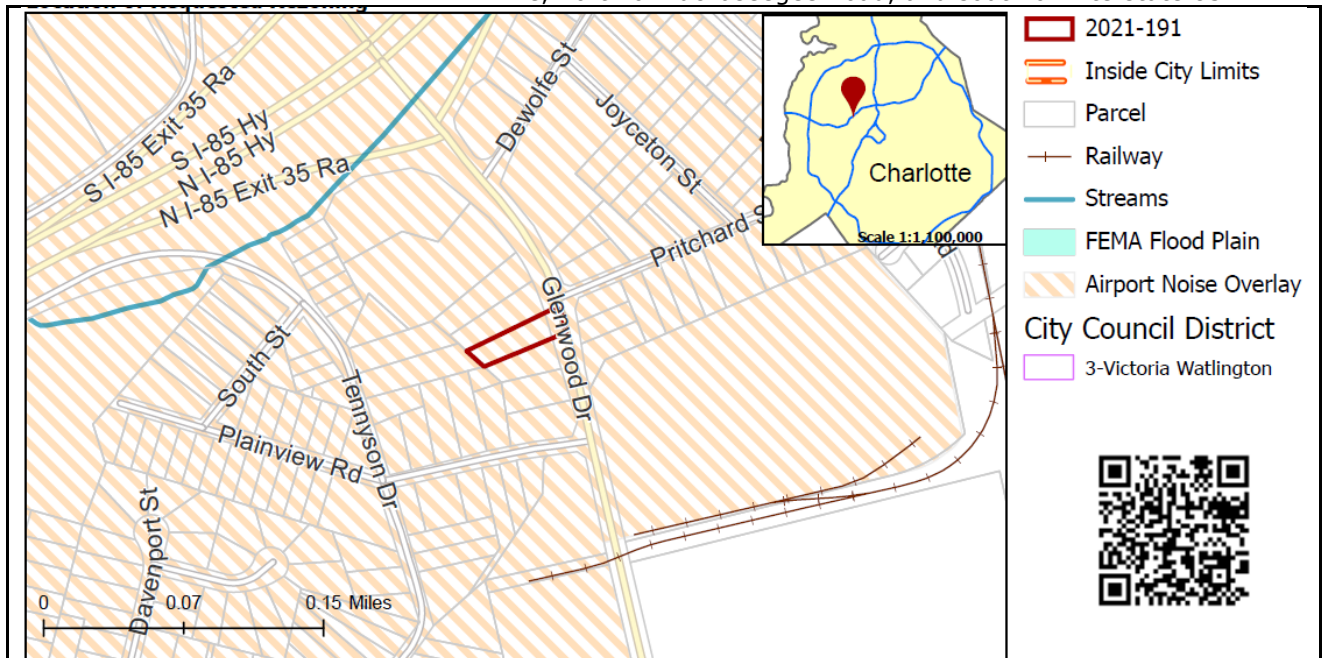 2021-191
Inside City Limits
Parcel
Railway
Streams
FEMA Flood Plain
Airport Noise Overlay
City Council District
3-Victoria Watlington
Charlotte
Scale 1:1,100,000
S I-85 Exit 35 Ra
S I-85 Hy
N I-85 Hy
N I-85 Exit 35 Ra
Dewolfe St
Joyceton St
Pritchard S
Glenwood Dr
South St
Tennyson Dr
Plainview Rd
Davenport St
0 0.07 0.15 Miles